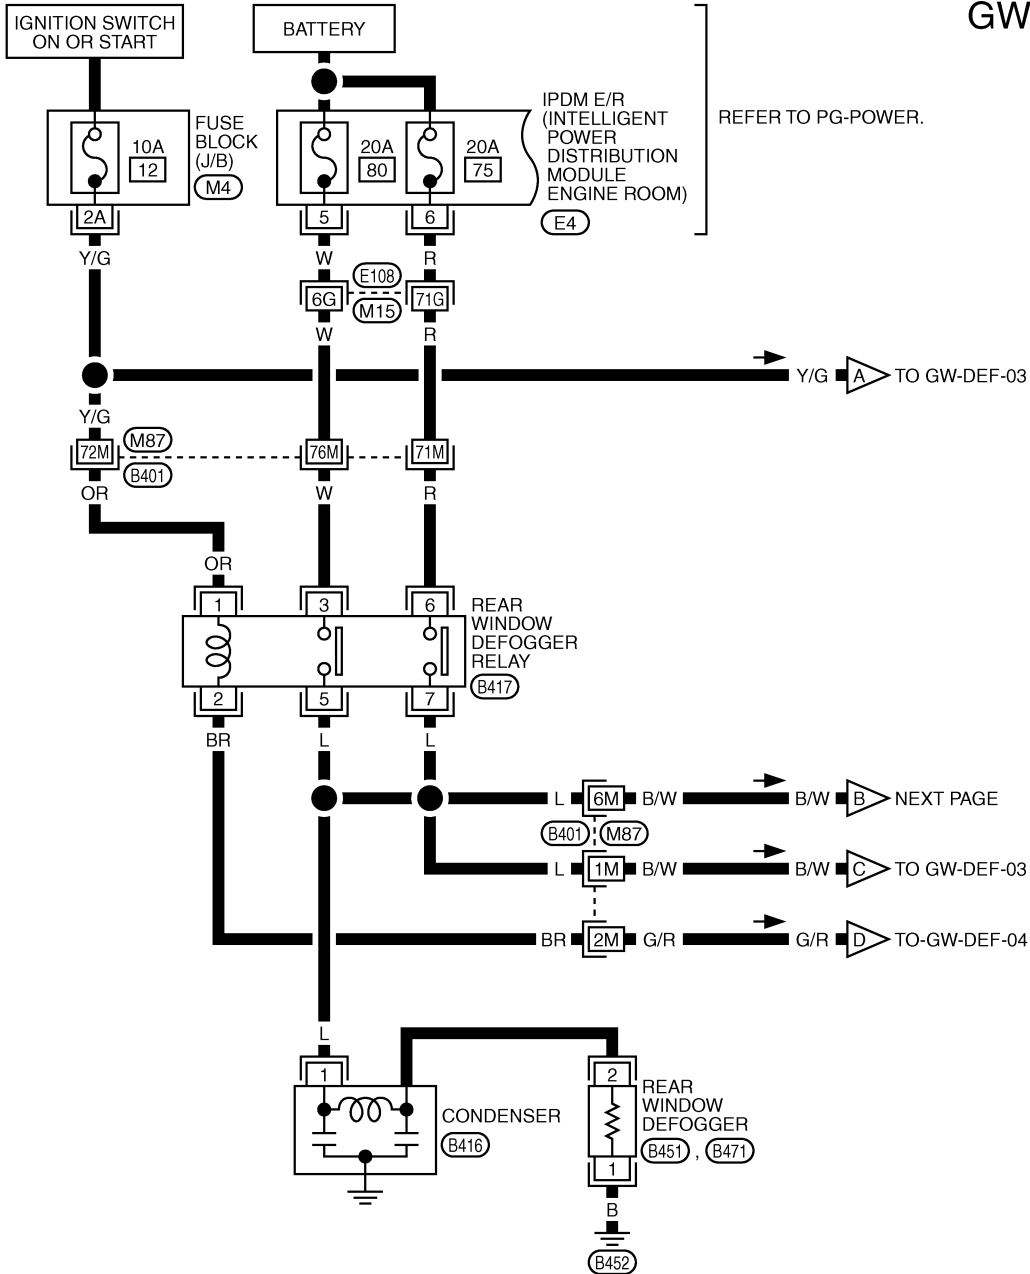 GW
IGNITION SWITCH
ON OR START
BATTERY
REFER TO PG-POWER.
10A
12
FUSE
BLOCK
(J/B)
M4
20A
80
20A
75
IPDM E/R
(INTELLIGENT
POWER
DISTRIBUTION
MODULE
ENGINE ROOM)
E4
2A
5
6
Y/G
W
R
E108
6G
71G
M15
W
R
Y/G
A
TO GW-DEF-03
Y/G
M87
72M
76M
71M
B401
OR
W
R
OR
1
3
6
REAR
WINDOW
DEFOGGER
RELAY
B417
2
5
7
BR
L
L
L
6M
B/W
B/W
B
NEXT PAGE
B401
M87
L
1M
B/W
B/W
C
TO GW-DEF-03
BR
2M
G/R
G/R
D
TO-GW-DEF-04
L
1
CONDENSER
B416
2
REAR
WINDOW
DEFOGGER
B451 , B471
1
B
B452